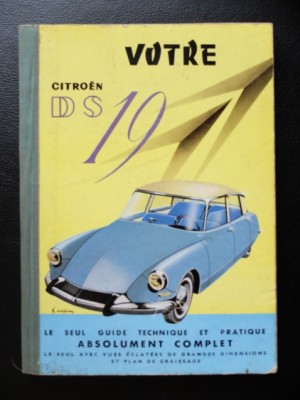 VOTRE
CITROËN
DS 19
LE SEUL GUIDE TECHNIQUE ET PRATIQUE
ABSOLUMENT COMPLET
LE SEUL AVEC VUES ÉCLATÉES DE GRANDES DIMENSIONS
ET PLAN DE GRAISSAGE